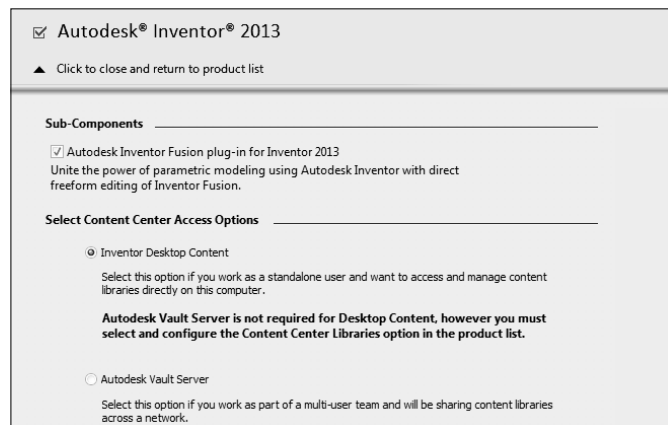 Autodesk® Inventor® 2013
Click to close and return to product list
Sub-Components
Autodesk Inventor Fusion plug-in for Inventor 2013
Unite the power of parametric modeling using Autodesk Inventor with direct
freeform editing of Inventor Fusion.
Select Content Center Access Options
Inventor Desktop Content
Select this option if you work as a standalone user and want to access and manage content
libraries directly on this computer.
Autodesk Vault Server is not required for Desktop Content, however you must
select and configure the Content Center Libraries option in the product list.
Autodesk Vault Server
Select this option if you work as part of a multi-user team and will be sharing content libraries
across a network.